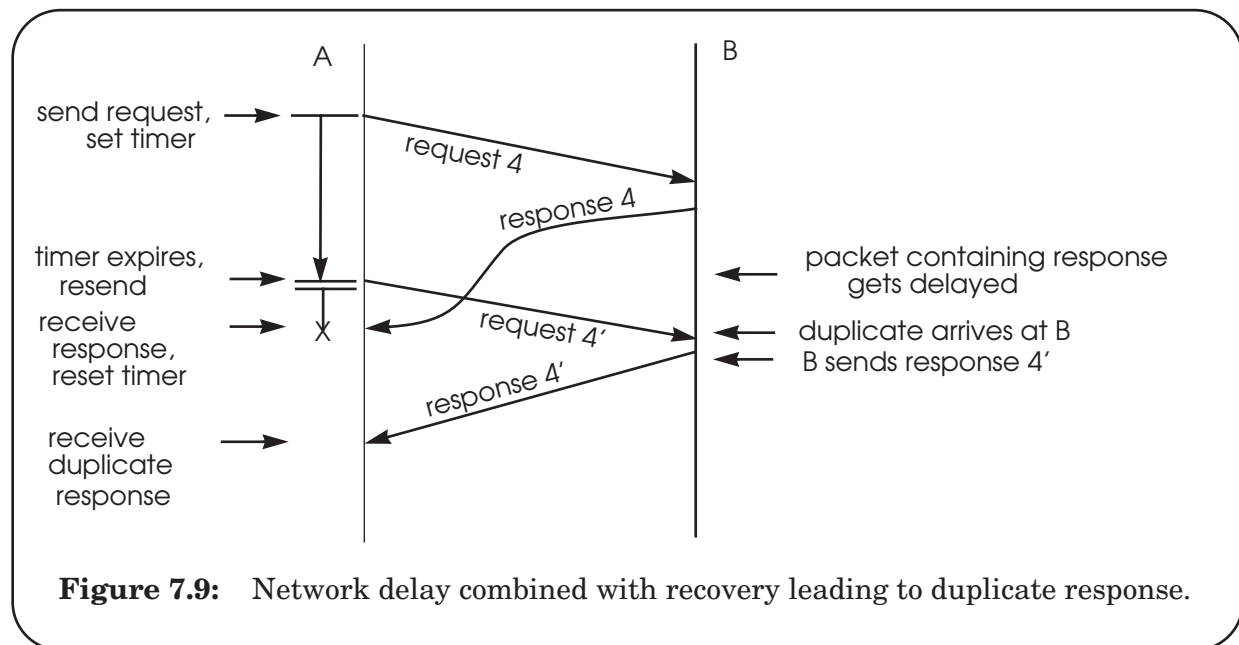 A
B
send request,
set timer
request 4
response 4
timer expires,
resend
packet containing response
gets delayed
receive
response,
reset timer
X
request 4'
duplicate arrives at B
B sends response 4'
response 4'
receive
duplicate
response
Figure 7.9: Network delay combined with recovery leading to duplicate response.